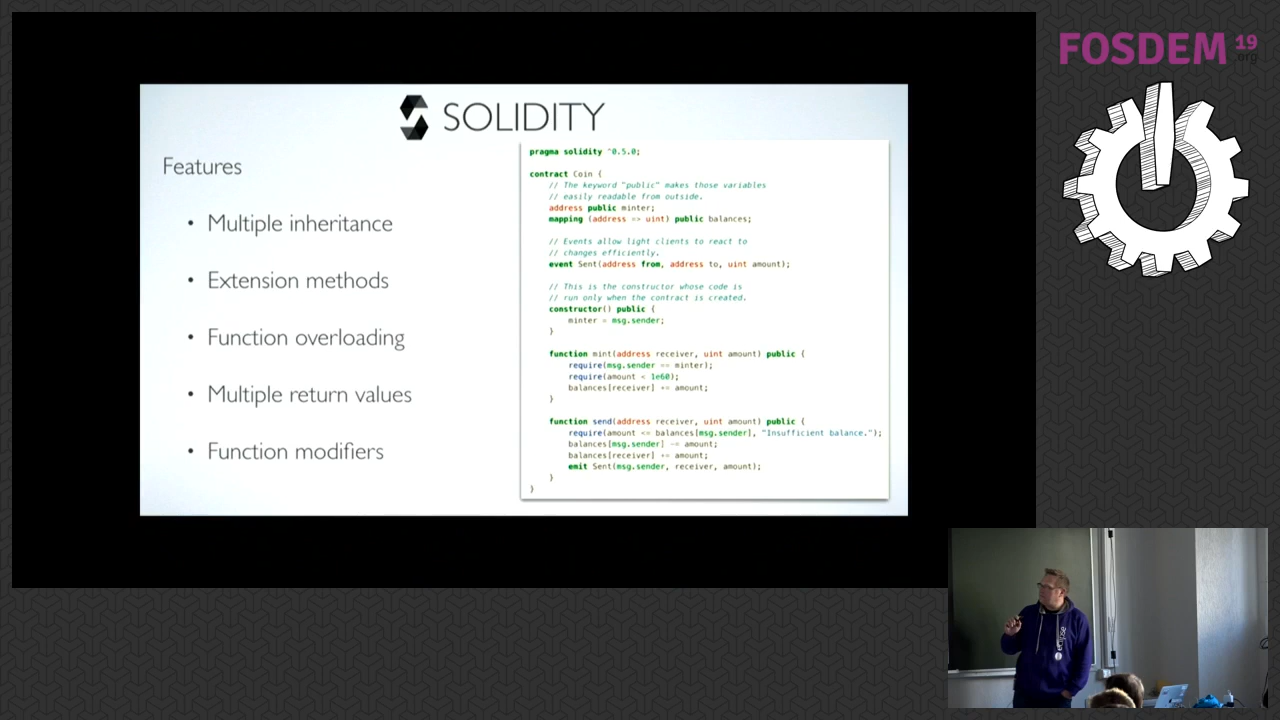 FOSDEM 19
.org
SOLIDITY
Features
• Multiple inheritance
• Extension methods
• Function overloading
• Multiple return values
• Function modifiers
pragma solidity ^0.5.0;
contract Coin {
// The keyword "public" makes those variables
// easily readable from outside.
address public minter;
mapping (address => uint) public balances;
// Events allow light clients to react to
// changes efficiently.
event Sent(address from, address to, uint amount);
// This is the constructor whose code is
// run only when the contract is created.
constructor() public {
minter = msg.sender;
}
function mint(address receiver, uint amount) public {
require(msg.sender == minter);
require(amount < 1e60);
balances[receiver] += amount;
}
function send(address receiver, uint amount) public {
require(amount <= balances[msg.sender], "Insufficient balance.");
balances[msg.sender] -= amount;
balances[receiver] += amount;
emit Sent(msg.sender, receiver, amount);
}
}
eclipse